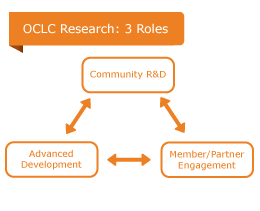 OCLC Research: 3 Roles
Community R&D
Advanced
Development
Member/Partner
Engagement